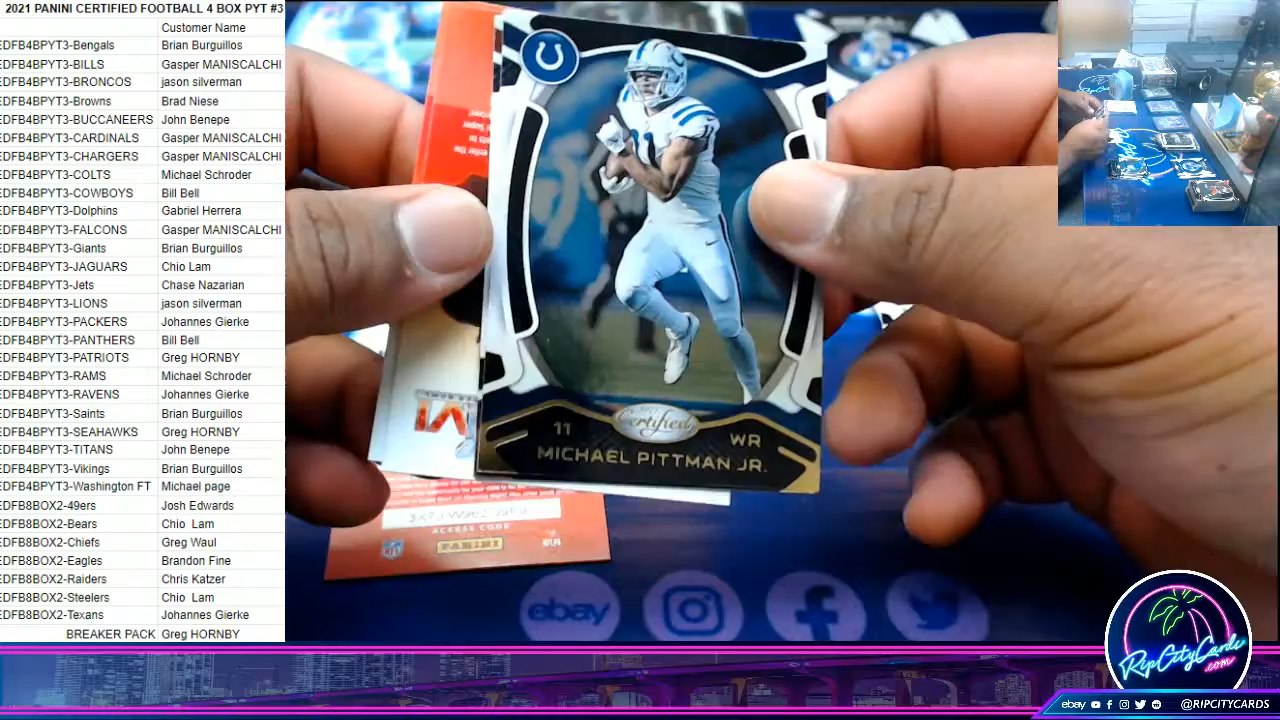 2021 PANINI CERTIFIED FOOTBALL 4 BOX PYT #3
Customer Name
EDFB4BPYT3-Bengals Brian Burguillos
EDFB4BPYT3-BILLS Gasper MANISCALCHI
EDFB4BPYT3-BRONCOS jason silverman
EDFB4BPYT3-Browns Brad Niese
EDFB4BPYT3-BUCCANEERS John Benepe
EDFB4BPYT3-CARDINALS Gasper MANISCALCHI
EDFB4BPYT3-CHARGERS Gasper MANISCALCHI
EDFB4BPYT3-COLTS Michael Schroder
EDFB4BPYT3-COWBOYS Bill Bell
EDFB4BPYT3-Dolphins Gabriel Herrera
EDFB4BPYT3-FALCONS Gasper MANISCALCHI
EDFB4BPYT3-Giants Brian Burguillos
EDFB4BPYT3-JAGUARS Chio Lam
EDFB4BPYT3-Jets Chase Nazarian
EDFB4BPYT3-LIONS jason silverman
EDFB4BPYT3-PACKERS Johannes Gierke
EDFB4BPYT3-PANTHERS Bill Bell
EDFB4BPYT3-PATRIOTS Greg HORNBY
EDFB4BPYT3-RAMS Michael Schroder
EDFB4BPYT3-RAVENS Johannes Gierke
EDFB4BPYT3-Saints Brian Burguillos
EDFB4BPYT3-SEAHAWKS Greg HORNBY
EDFB4BPYT3-TITANS John Benepe
EDFB4BPYT3-Vikings Brian Burguillos
EDFB4BPYT3-Washington FT Michael page
EDFB8BOX2-49ers Josh Edwards
EDFB8BOX2-Bears Chio Lam
EDFB8BOX2-Chiefs Greg Waul
EDFB8BOX2-Eagles Brandon Fine
EDFB8BOX2-Raiders Chris Katzer
EDFB8BOX2-Steelers Chio Lam
EDFB8BOX2-Texans Johannes Gierke
BREAKER PACK Greg HORNBY
Certified
11 WR
MICHAEL PITTMAN JR.
ACCESS CODE
NFL PANINI NFLPA
ebay
RipCityCards
.com
ebay @RIPCITYCARDS